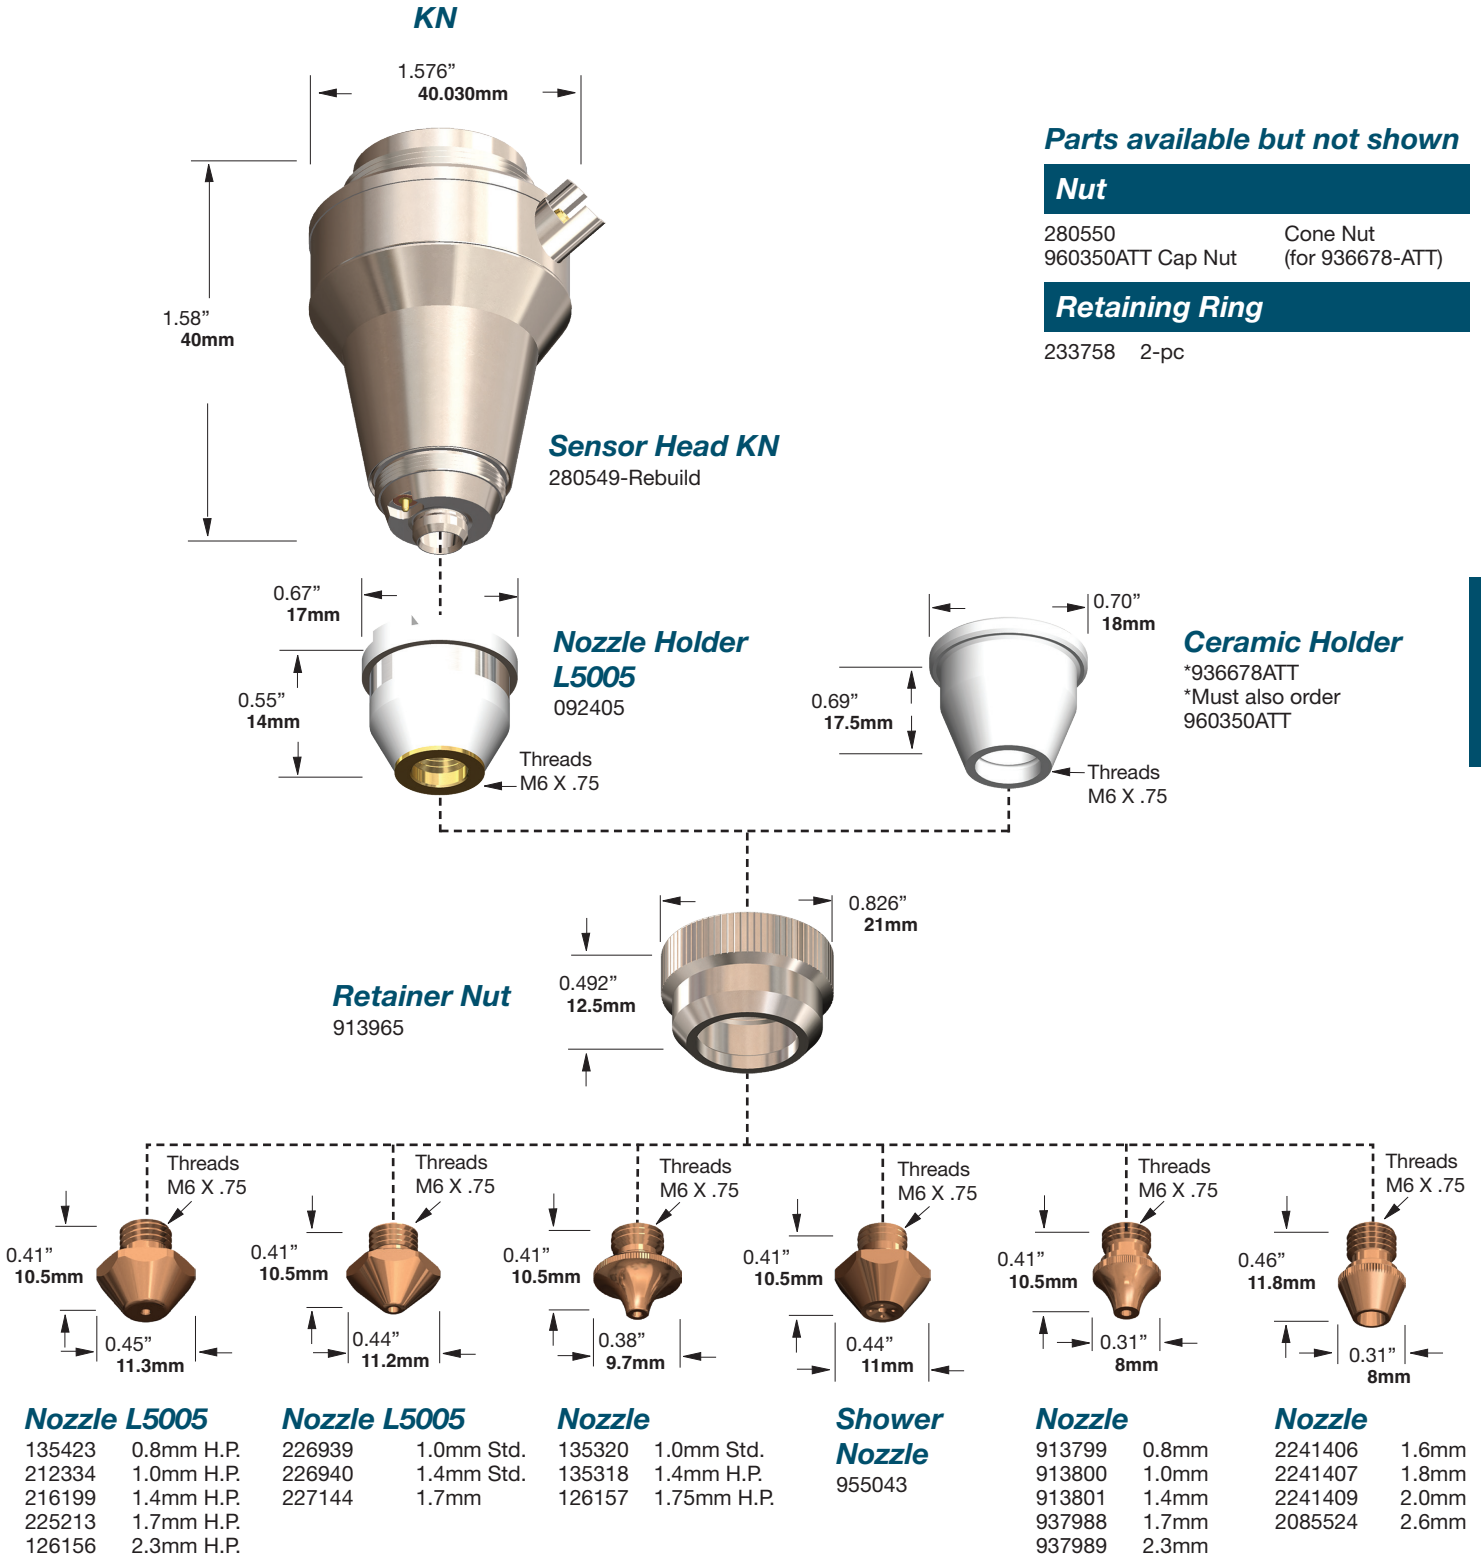 KN
1.576”
40.030mm
1.58”
40mm
Sensor Head KN
280549-Rebuild
Parts available but not shown
Nut
280550 Cone Nut
960350ATT Cap Nut (for 936678-ATT)
Retaining Ring
233758 2-pc
0.67”
17mm
0.55”
14mm
Nozzle Holder
L5005
092405
Threads
M6 X .75
0.70”
18mm
0.69”
17.5mm
Ceramic Holder
*936678ATT
*Must also order
960350ATT
Threads
M6 X .75
0.826”
21mm
0.492”
12.5mm
Retainer Nut
913965
Threads
M6 X .75
0.41”
10.5mm
0.45”
11.3mm
Nozzle L5005
135423 0.8mm H.P.
212334 1.0mm H.P.
216199 1.4mm H.P.
225213 1.7mm H.P.
126156 2.3mm H.P.
Threads
M6 X .75
0.41”
10.5mm
0.44”
11.2mm
Nozzle L5005
226939 1.0mm Std.
226940 1.4mm Std.
227144 1.7mm
Threads
M6 X .75
0.41”
10.5mm
0.38”
9.7mm
Nozzle
135320 1.0mm Std.
135318 1.4mm H.P.
126157 1.75mm H.P.
Threads
M6 X .75
0.41”
10.5mm
0.44”
11mm
Shower
Nozzle
955043
Threads
M6 X .75
0.41”
10.5mm
0.31”
8mm
Nozzle
913799 0.8mm
913800 1.0mm
913801 1.4mm
937988 1.7mm
937989 2.3mm
Threads
M6 X .75
0.46”
11.8mm
0.31”
8mm
Nozzle
2241406 1.6mm
2241407 1.8mm
2241409 2.0mm
2085524 2.6mm